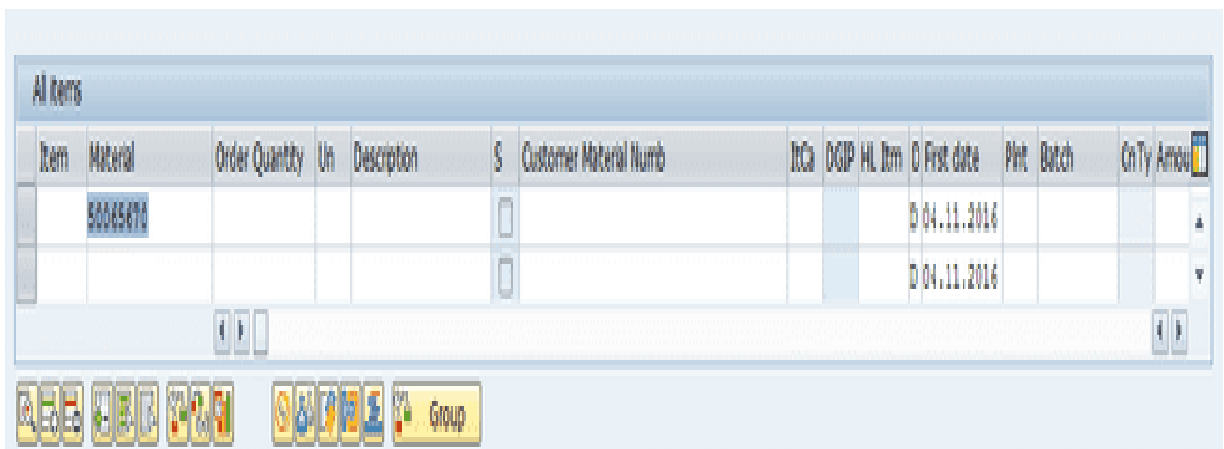 All items
Item Material Order Quantity Un Description S Customer Material Numb ItCa DGIP HL Itm D First date Plnt Batch CnTy Amou
50065670 D 04.11.2016
D 04.11.2016
Group